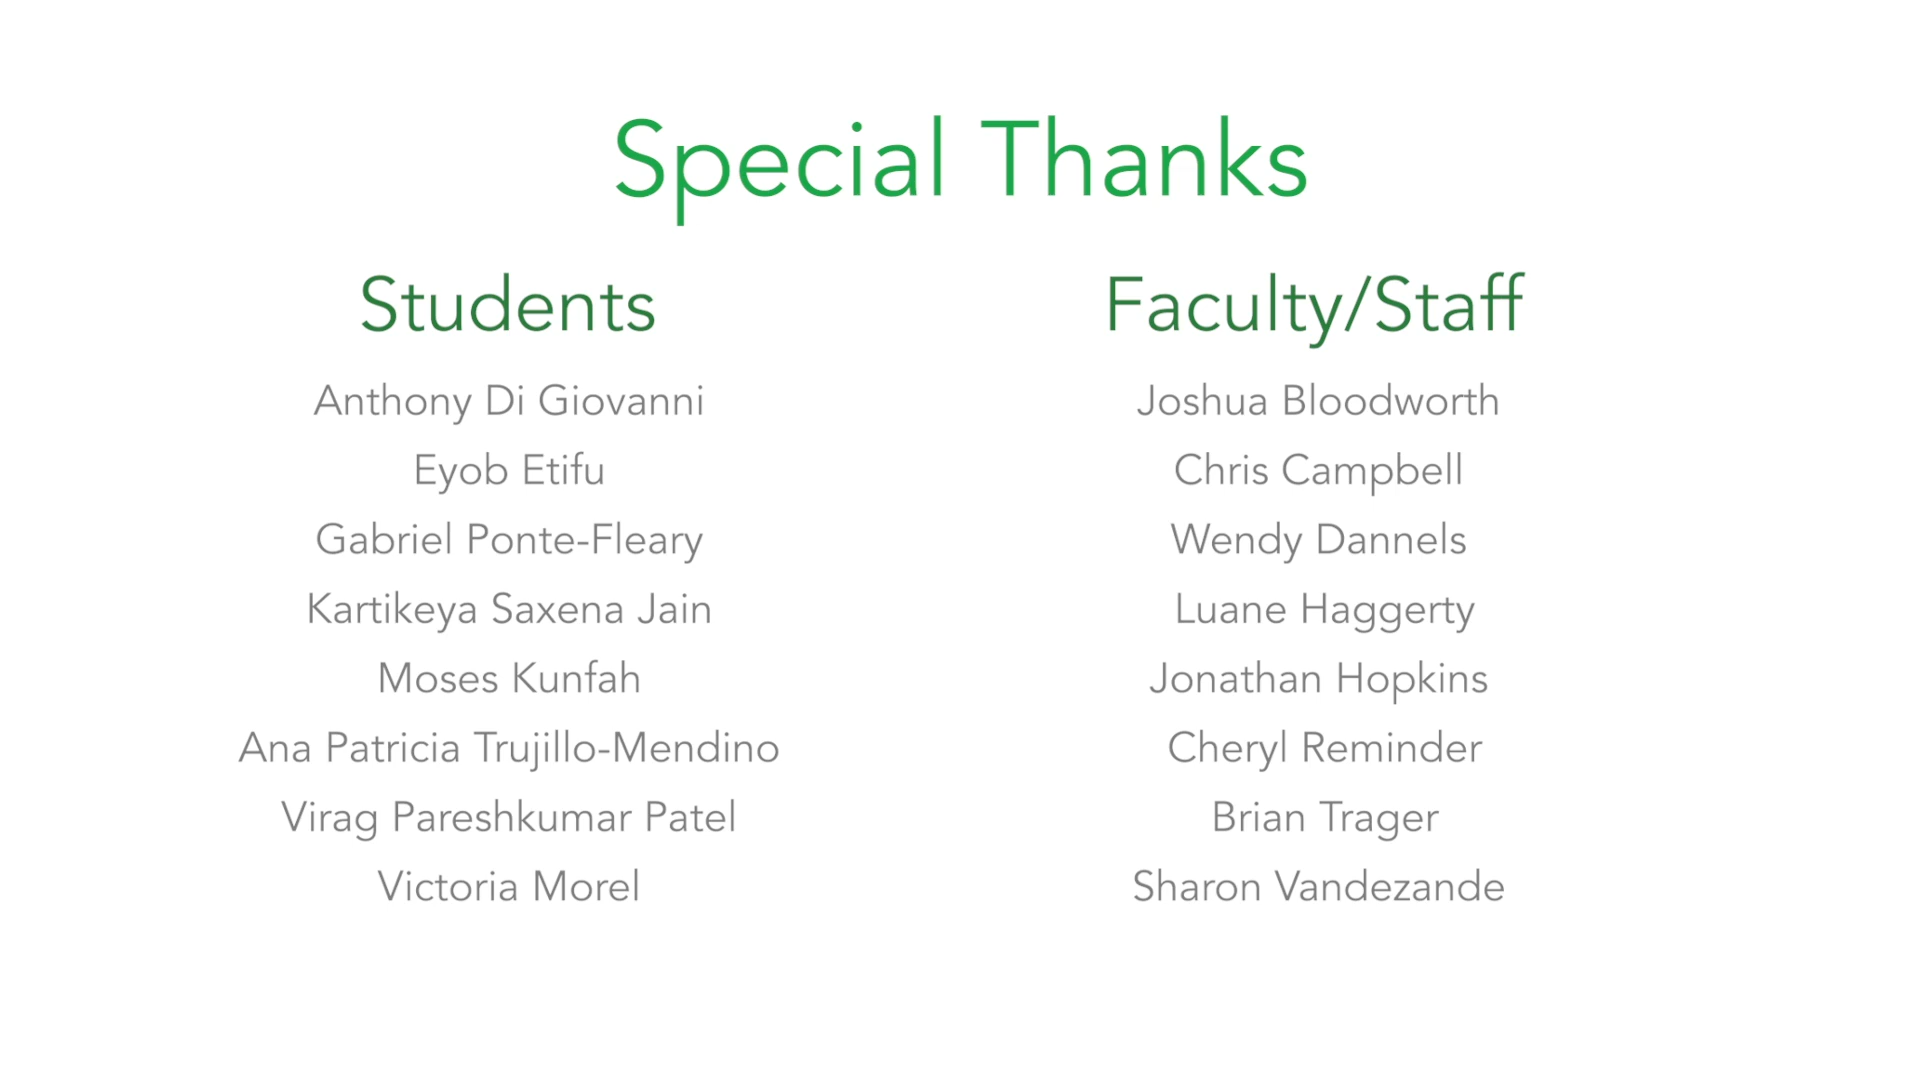 Special Thanks
Students
Anthony Di Giovanni
Eyob Etifu
Gabriel Ponte-Fleary
Kartikeya Saxena Jain
Moses Kunfah
Ana Patricia Trujillo-Mendino
Virag Pareshkumar Patel
Victoria Morel
Faculty/Staff
Joshua Bloodworth
Chris Campbell
Wendy Dannels
Luane Haggerty
Jonathan Hopkins
Cheryl Reminder
Brian Trager
Sharon Vandezande